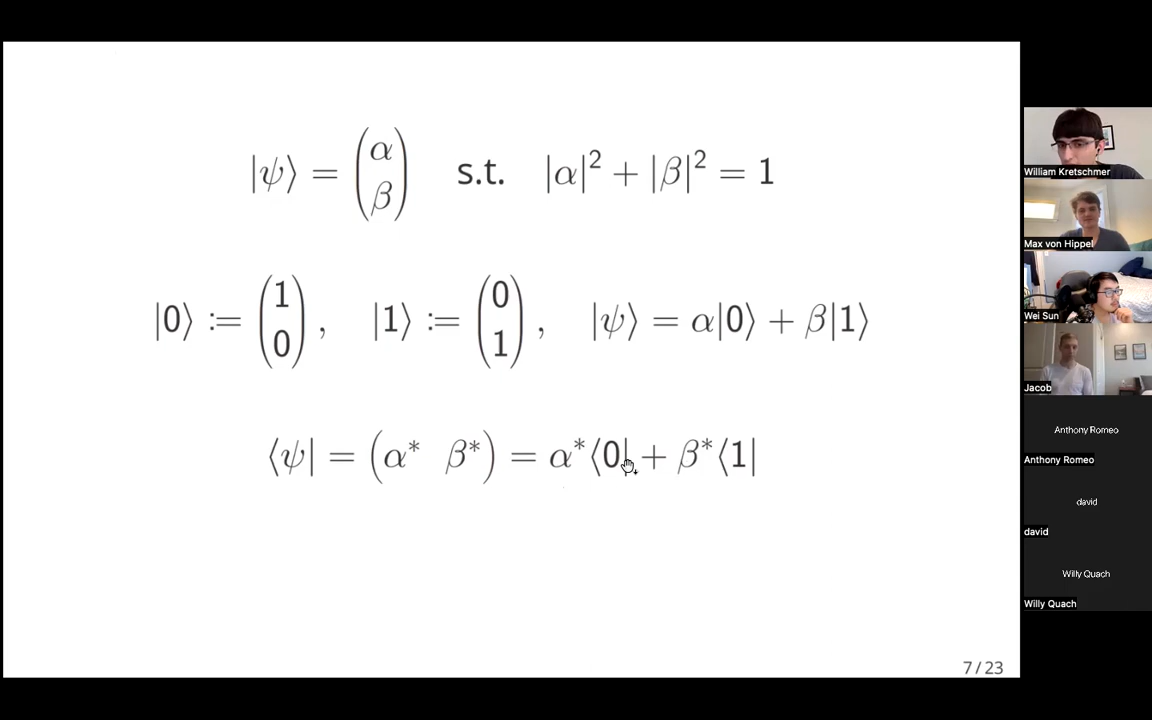 |ψ⟩ = (α β) s.t. |α|² + |β|² = 1
|0⟩ := (1 0), |1⟩ := (0 1), |ψ⟩ = α|0⟩ + β|1⟩
⟨ψ| = (α* β*) = α*⟨0| + β*⟨1|
7 / 23
William Kretschmer
Max von Hippel
Wei Sun
Jacob
Anthony Romeo
Anthony Romeo
david
david
Willy Quach
Willy Quach